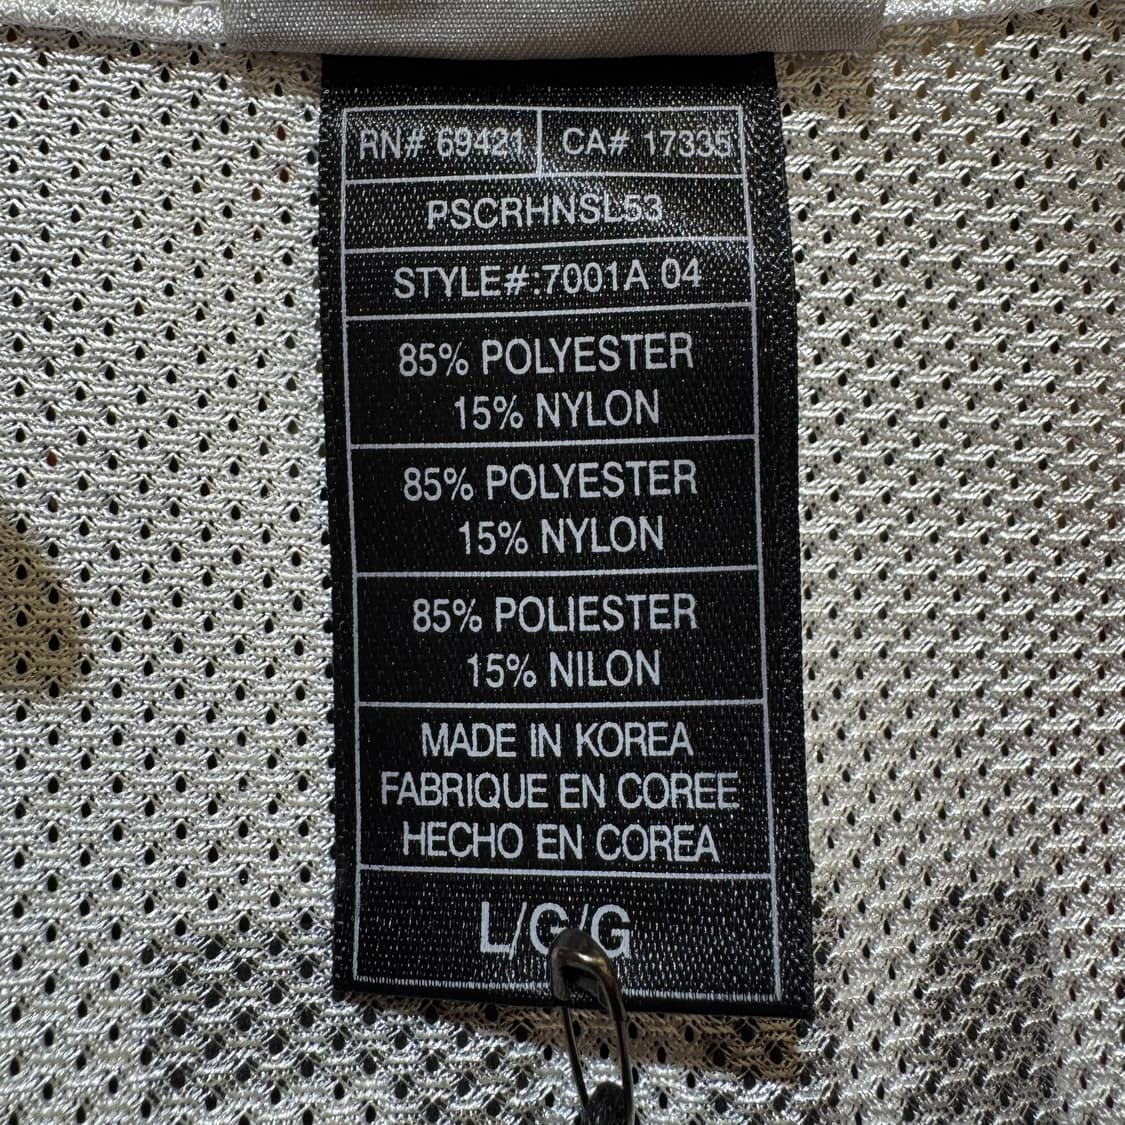 RN# 69421 CA# 17335
PSCRHNSL53
STYLE#:7001A 04
85% POLYESTER
15% NYLON
85% POLYESTER
15% NYLON
85% POLIESTER
15% NILON
MADE IN KOREA
FABRIQUE EN COREE
HECHO EN COREA
L/G/G